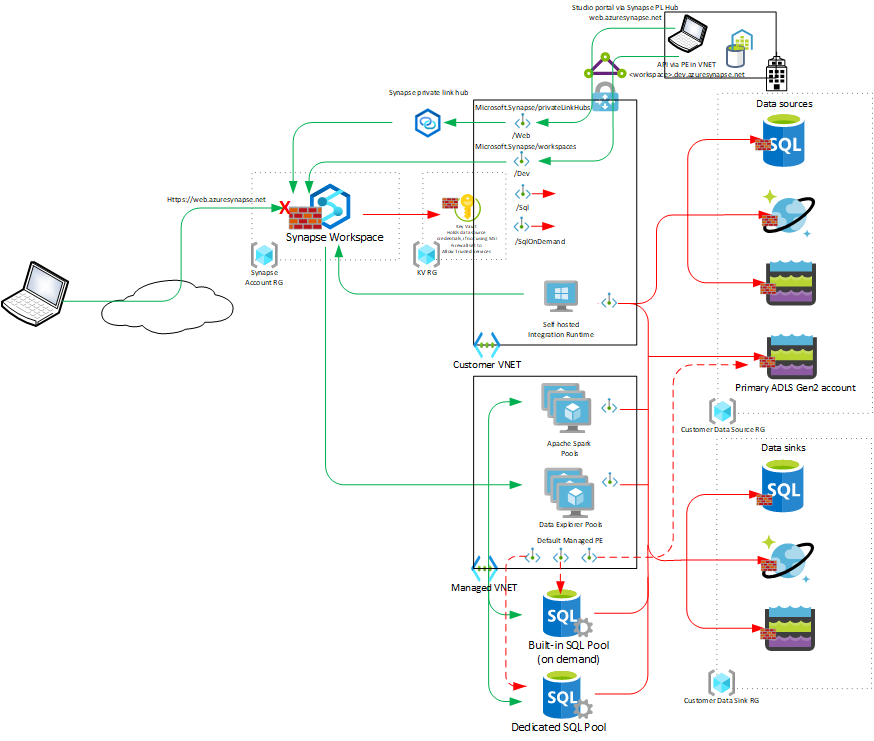 Studio portal via Synapse PL Hub
web.azuresynapse.net
API via PE in VNET
<workspace>.dev.azuresynapse.net
Synapse private link hub
Microsoft.Synapse/privateLinkHubs
/Web
Microsoft.Synapse/workspaces
/Dev
/Sql
/SqlOnDemand
Data sources
SQL
Https://web.azuresynapse.net
X
Synapse Workspace
Synapse
Account RG
Key Vault
Holds data source
credentials, if not using MSI
Firewall set to
Allow Trusted Services
KV RG
Self hosted
Integration Runtime
Customer VNET
Primary ADLS Gen2 account
Customer Data Source RG
Apache Spark
Pools
Data Explorer Pools
Default Managed PE
Managed VNET
Data sinks
SQL
SQL
Built-in SQL Pool
(on demand)
SQL
Dedicated SQL Pool
Customer Data Sink RG